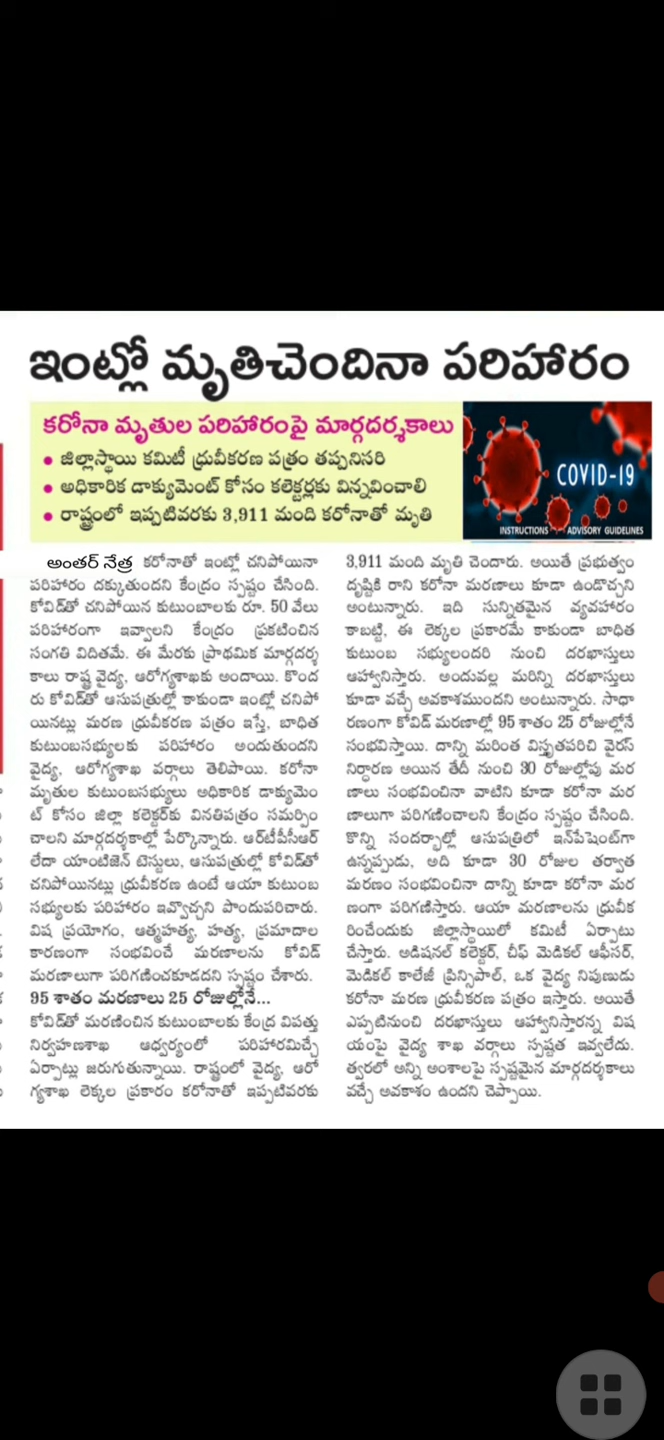 ఇంట్లో మృతిచెందినా పరిహారం
కరోనా మృతుల పరిహారంపై మార్గదర్శకాలు
• జిల్లాస్థాయి కమిటీ ధ్రువీకరణ పత్రం తప్పనిసరి
• అధికారిక డాక్యుమెంట్ కోసం కలెక్టర్లకు విన్నవించాలి
• రాష్ట్రంలో ఇప్పటివరకు 3,911 మంది కరోనాతో మృతి
COVID-19
INSTRUCTIONS ADVISORY GUIDELINES
అంతర్ నేత్ర కరోనాతో ఇంట్లో చనిపోయినా
పరిహారం దక్కుతుందని కేంద్రం స్పష్టం చేసింది.
కోవిడ్‌తో చనిపోయిన కుటుంబాలకు రూ. 50 వేలు
పరిహారంగా ఇవ్వాలని కేంద్రం ప్రకటించిన
సంగతి విదితమే. ఈ మేరకు ప్రాథమిక మార్గదర్శ
కాలు రాష్ట్ర వైద్య, ఆరోగ్యశాఖకు అందాయి. కొంద
రు కోవిడ్‌తో ఆసుపత్రుల్లో కాకుండా ఇంట్లో చనిపో
యినట్లు మరణ ధ్రువీకరణ పత్రం ఇస్తే, బాధిత
కుటుంబసభ్యులకు పరిహారం అందుతుందని
వైద్య, ఆరోగ్యశాఖ వర్గాలు తెలిపాయి. కరోనా
మృతుల కుటుంబసభ్యులు అధికారిక డాక్యుమెం
ట్ కోసం జిల్లా కలెక్టర్‌కు వినతిపత్రం సమర్పిం
చాలని మార్గదర్శకాల్లో పేర్కొన్నారు. ఆర్‌టీపీసీఆర్
లేదా యాంటిజెన్ టెస్టులు, ఆసుపత్రుల్లో కోవిడ్‌తో
చనిపోయినట్లు ధ్రువీకరణ ఉంటే ఆయా కుటుంబ
సభ్యులకు పరిహారం ఇవ్వొచ్చని పొందుపరిచారు.
విష ప్రయోగం, ఆత్మహత్య, హత్య, ప్రమాదాల
కారణంగా సంభవించే మరణాలను కోవిడ్
మరణాలుగా పరిగణించకూడదని స్పష్టం చేశారు.
95 శాతం మరణాలు 25 రోజుల్లోనే...
కోవిడ్‌తో మరణించిన కుటుంబాలకు కేంద్ర విపత్తు
నిర్వహణశాఖ ఆధ్వర్యంలో పరిహారమిచ్చే
ఏర్పాట్లు జరుగుతున్నాయి. రాష్ట్రంలో వైద్య, ఆరో
గ్యశాఖ లెక్కల ప్రకారం కరోనాతో ఇప్పటివరకు
3,911 మంది మృతి చెందారు. అయితే ప్రభుత్వం
దృష్టికి రాని కరోనా మరణాలు కూడా ఉండొచ్చని
అంటున్నారు. ఇది సున్నితమైన వ్యవహారం
కాబట్టి, ఈ లెక్కల ప్రకారమే కాకుండా బాధిత
కుటుంబ సభ్యులందరి నుంచి దరఖాస్తులు
ఆహ్వానిస్తారు. అందువల్ల మరిన్ని దరఖాస్తులు
కూడా వచ్చే అవకాశముందని అంటున్నారు. సాధా
రణంగా కోవిడ్ మరణాల్లో 95 శాతం 25 రోజుల్లోనే
సంభవిస్తాయి. దాన్ని మరింత విస్తృతపరిచి వైరస్
నిర్ధారణ అయిన తేదీ నుంచి 30 రోజుల్లోపు మర
ణాలు సంభవించినా వాటిని కూడా కరోనా మర
ణాలుగా పరిగణించాలని కేంద్రం స్పష్టం చేసింది.
కొన్ని సందర్భాల్లో ఆసుపత్రిలో ఇన్‌పేషెంట్‌గా
ఉన్నప్పుడు, అది కూడా 30 రోజుల తర్వాత
మరణం సంభవించినా దాన్ని కూడా కరోనా మర
ణంగా పరిగణిస్తారు. ఆయా మరణాలను ధ్రువీక
రించేందుకు జిల్లాస్థాయిలో కమిటీ ఏర్పాటు
చేస్తారు. అడిషనల్ కలెక్టర్, చీఫ్ మెడికల్ ఆఫీసర్,
మెడికల్ కాలేజీ ప్రిన్సిపాల్, ఒక వైద్య నిపుణుడు
కరోనా మరణ ధ్రువీకరణ పత్రం ఇస్తారు. అయితే
ఎప్పటినుంచి దరఖాస్తులు ఆహ్వానిస్తారన్న విష
యంపై వైద్య శాఖ వర్గాలు స్పష్టత ఇవ్వలేదు.
త్వరలో అన్ని అంశాలపై స్పష్టమైన మార్గదర్శకాలు
వచ్చే అవకాశం ఉందని చెప్పాయి.